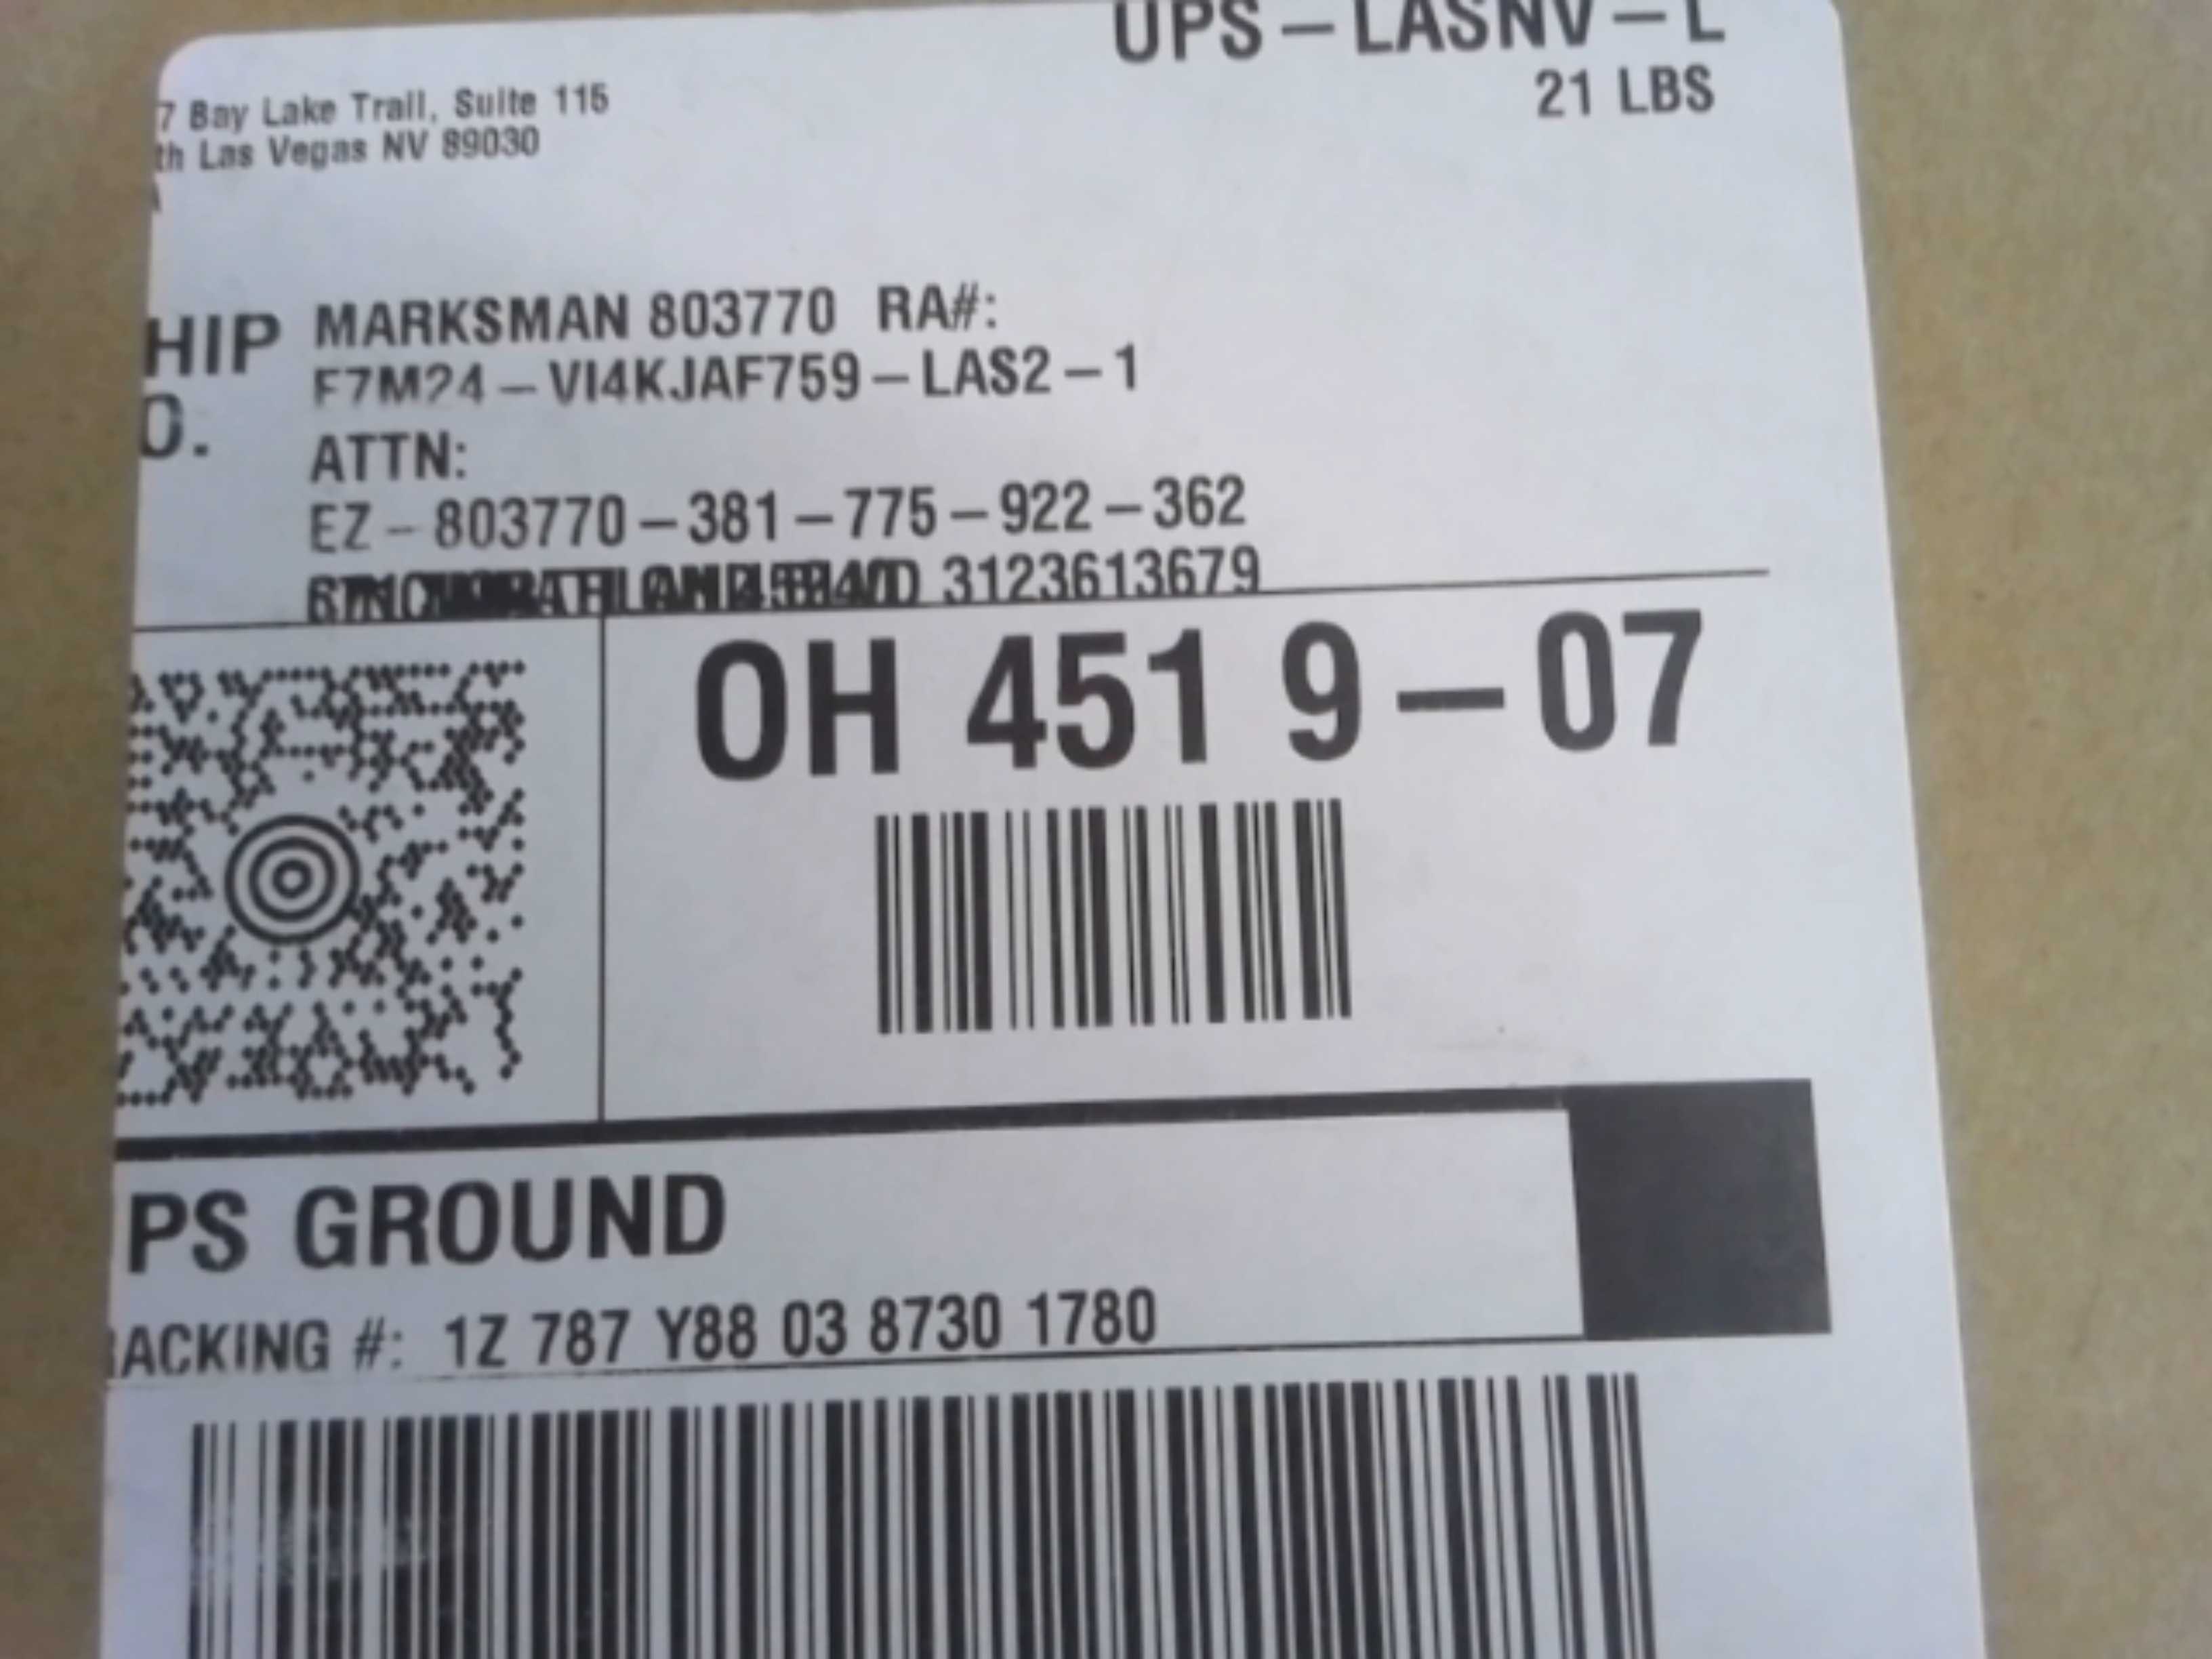 UPS – LASNV – L
21 LBS
7 Bay Lake Trail, Suite 115
th Las Vegas NV 89030
HIP
O.
MARKSMAN 803770 RA#:
F7M24 – VI4KJAF759 – LAS2 – 1
ATTN:
EZ – 803770 – 381 – 775 – 922 – 362
3123613679
OH 451 9 – 07
PS GROUND
ACKING #: 1Z 787 Y88 03 8730 1780